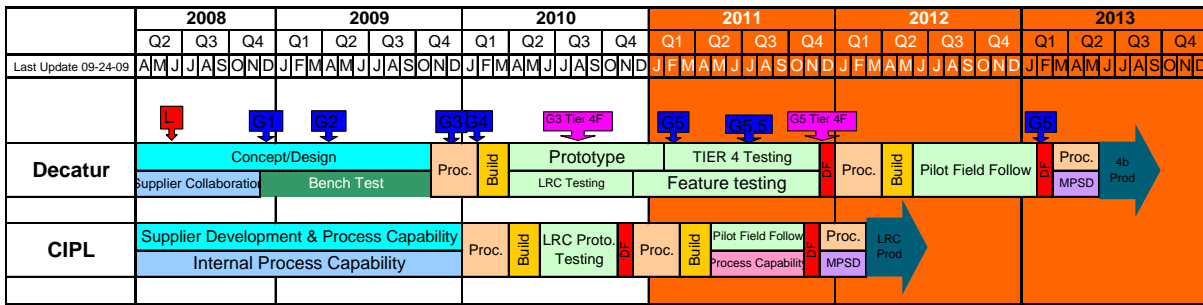 2008 2009 2010 2011 2012 2013
Q2 Q3 Q4 Q1 Q2 Q3 Q4 Q1 Q2 Q3 Q4 Q1 Q2 Q3 Q4 Q1 Q2 Q3 Q4 Q1 Q2 Q3 Q4
Last Update 09-24-09 A M J J A S O N D J F M A M J J A S O N D J F M A M J J A S O N D J F M A M J J A S O N D J F M A M J J A S O N D J F M A M J J A S O N D
L G1 G2 G3 G4 G3 Tier 4F G5 G5.5 G5 Tier 4F G5
Decatur
Concept/Design
Supplier Collaboration
Bench Test
Proc.
Build
Prototype
LRC Testing
TIER 4 Testing
Feature testing
DF
Proc.
Build
Pilot Field Follow
DF
Proc.
MPSD
4b
Prod
CIPL
Supplier Development & Process Capability
Internal Process Capability
Proc.
Build
LRC Proto.
Testing
DF
Proc.
Build
Pilot Field Follow
Process Capability
DF
Proc.
MPSD
LRC
Prod